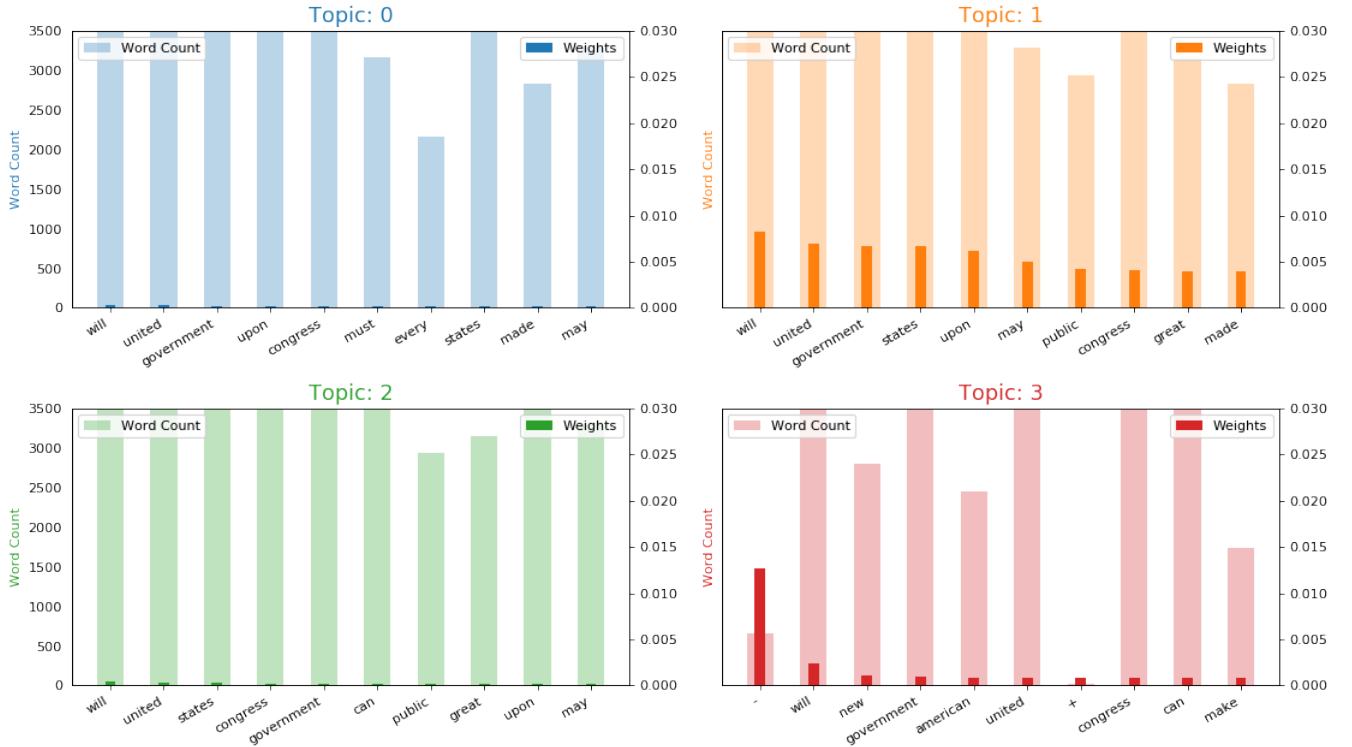 Topic: 0
Word Count
Weights
Word Count
3500
3000
2500
2000
1500
1000
500
0
0.030
0.025
0.020
0.015
0.010
0.005
0.000
will
united
government
upon
congress
must
every
states
made
may
Topic: 1
Word Count
Weights
Word Count
0.030
0.025
0.020
0.015
0.010
0.005
0.000
will
united
government
states
upon
may
public
congress
great
made
Topic: 2
Word Count
Weights
Word Count
3500
3000
2500
2000
1500
1000
500
0
0.030
0.025
0.020
0.015
0.010
0.005
0.000
will
united
states
congress
government
can
public
great
upon
may
Topic: 3
Word Count
Weights
Word Count
0.030
0.025
0.020
0.015
0.010
0.005
0.000
-
will
new
government
american
united
+
congress
can
make